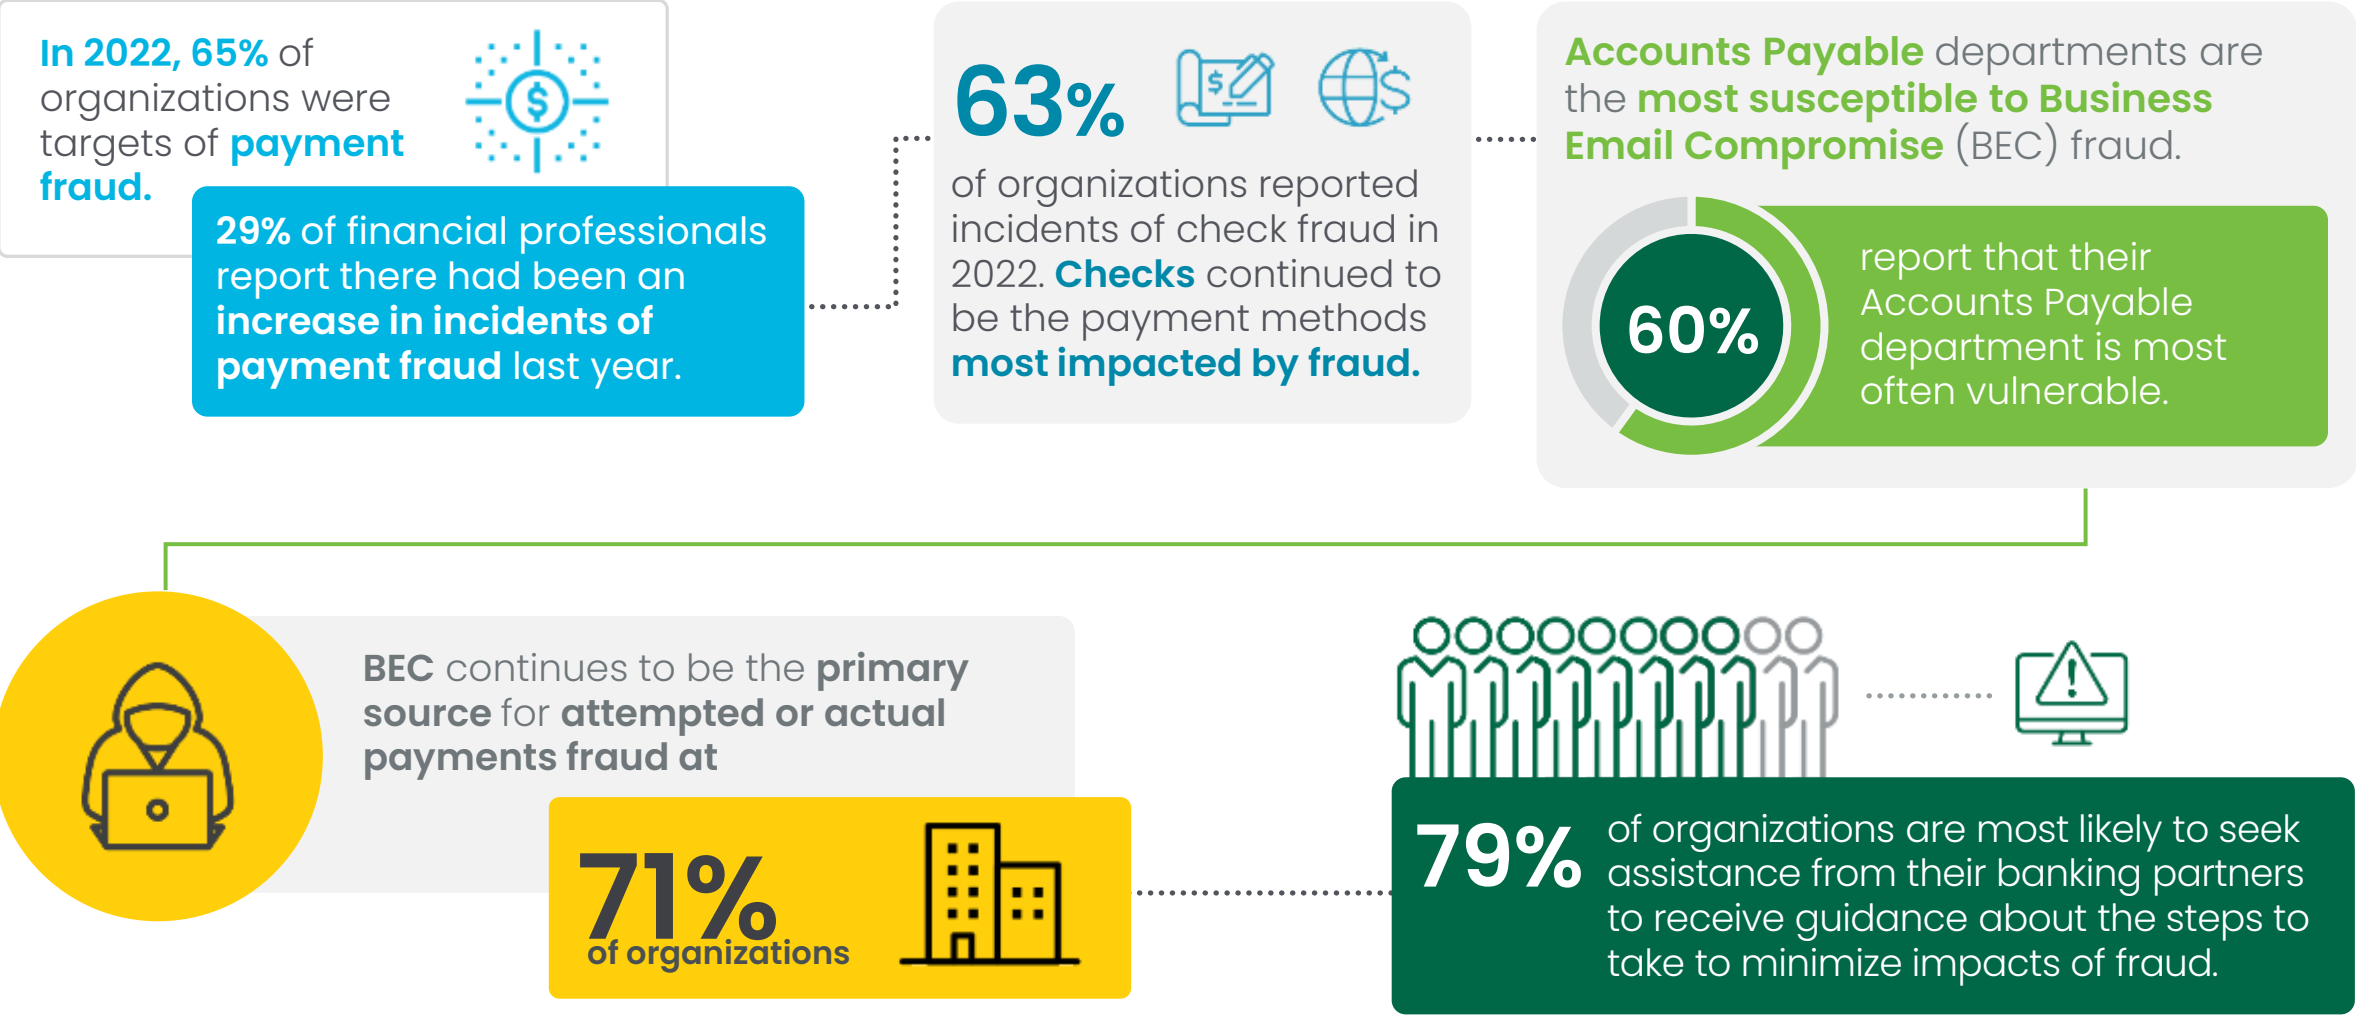 In 2022, 65% of
organizations were
targets of payment
fraud.
29% of financial professionals
report there had been an
increase in incidents of
payment fraud last year.
63%
of organizations reported
incidents of check fraud in
2022. Checks continued to
be the payment methods
most impacted by fraud.
Accounts Payable departments are
the most susceptible to Business
Email Compromise (BEC) fraud.
60%
report that their
Accounts Payable
department is most
often vulnerable.
BEC continues to be the primary
source for attempted or actual
payments fraud at
71%
of organizations
79%
of organizations are most likely to seek
assistance from their banking partners
to receive guidance about the steps to
take to minimize impacts of fraud.